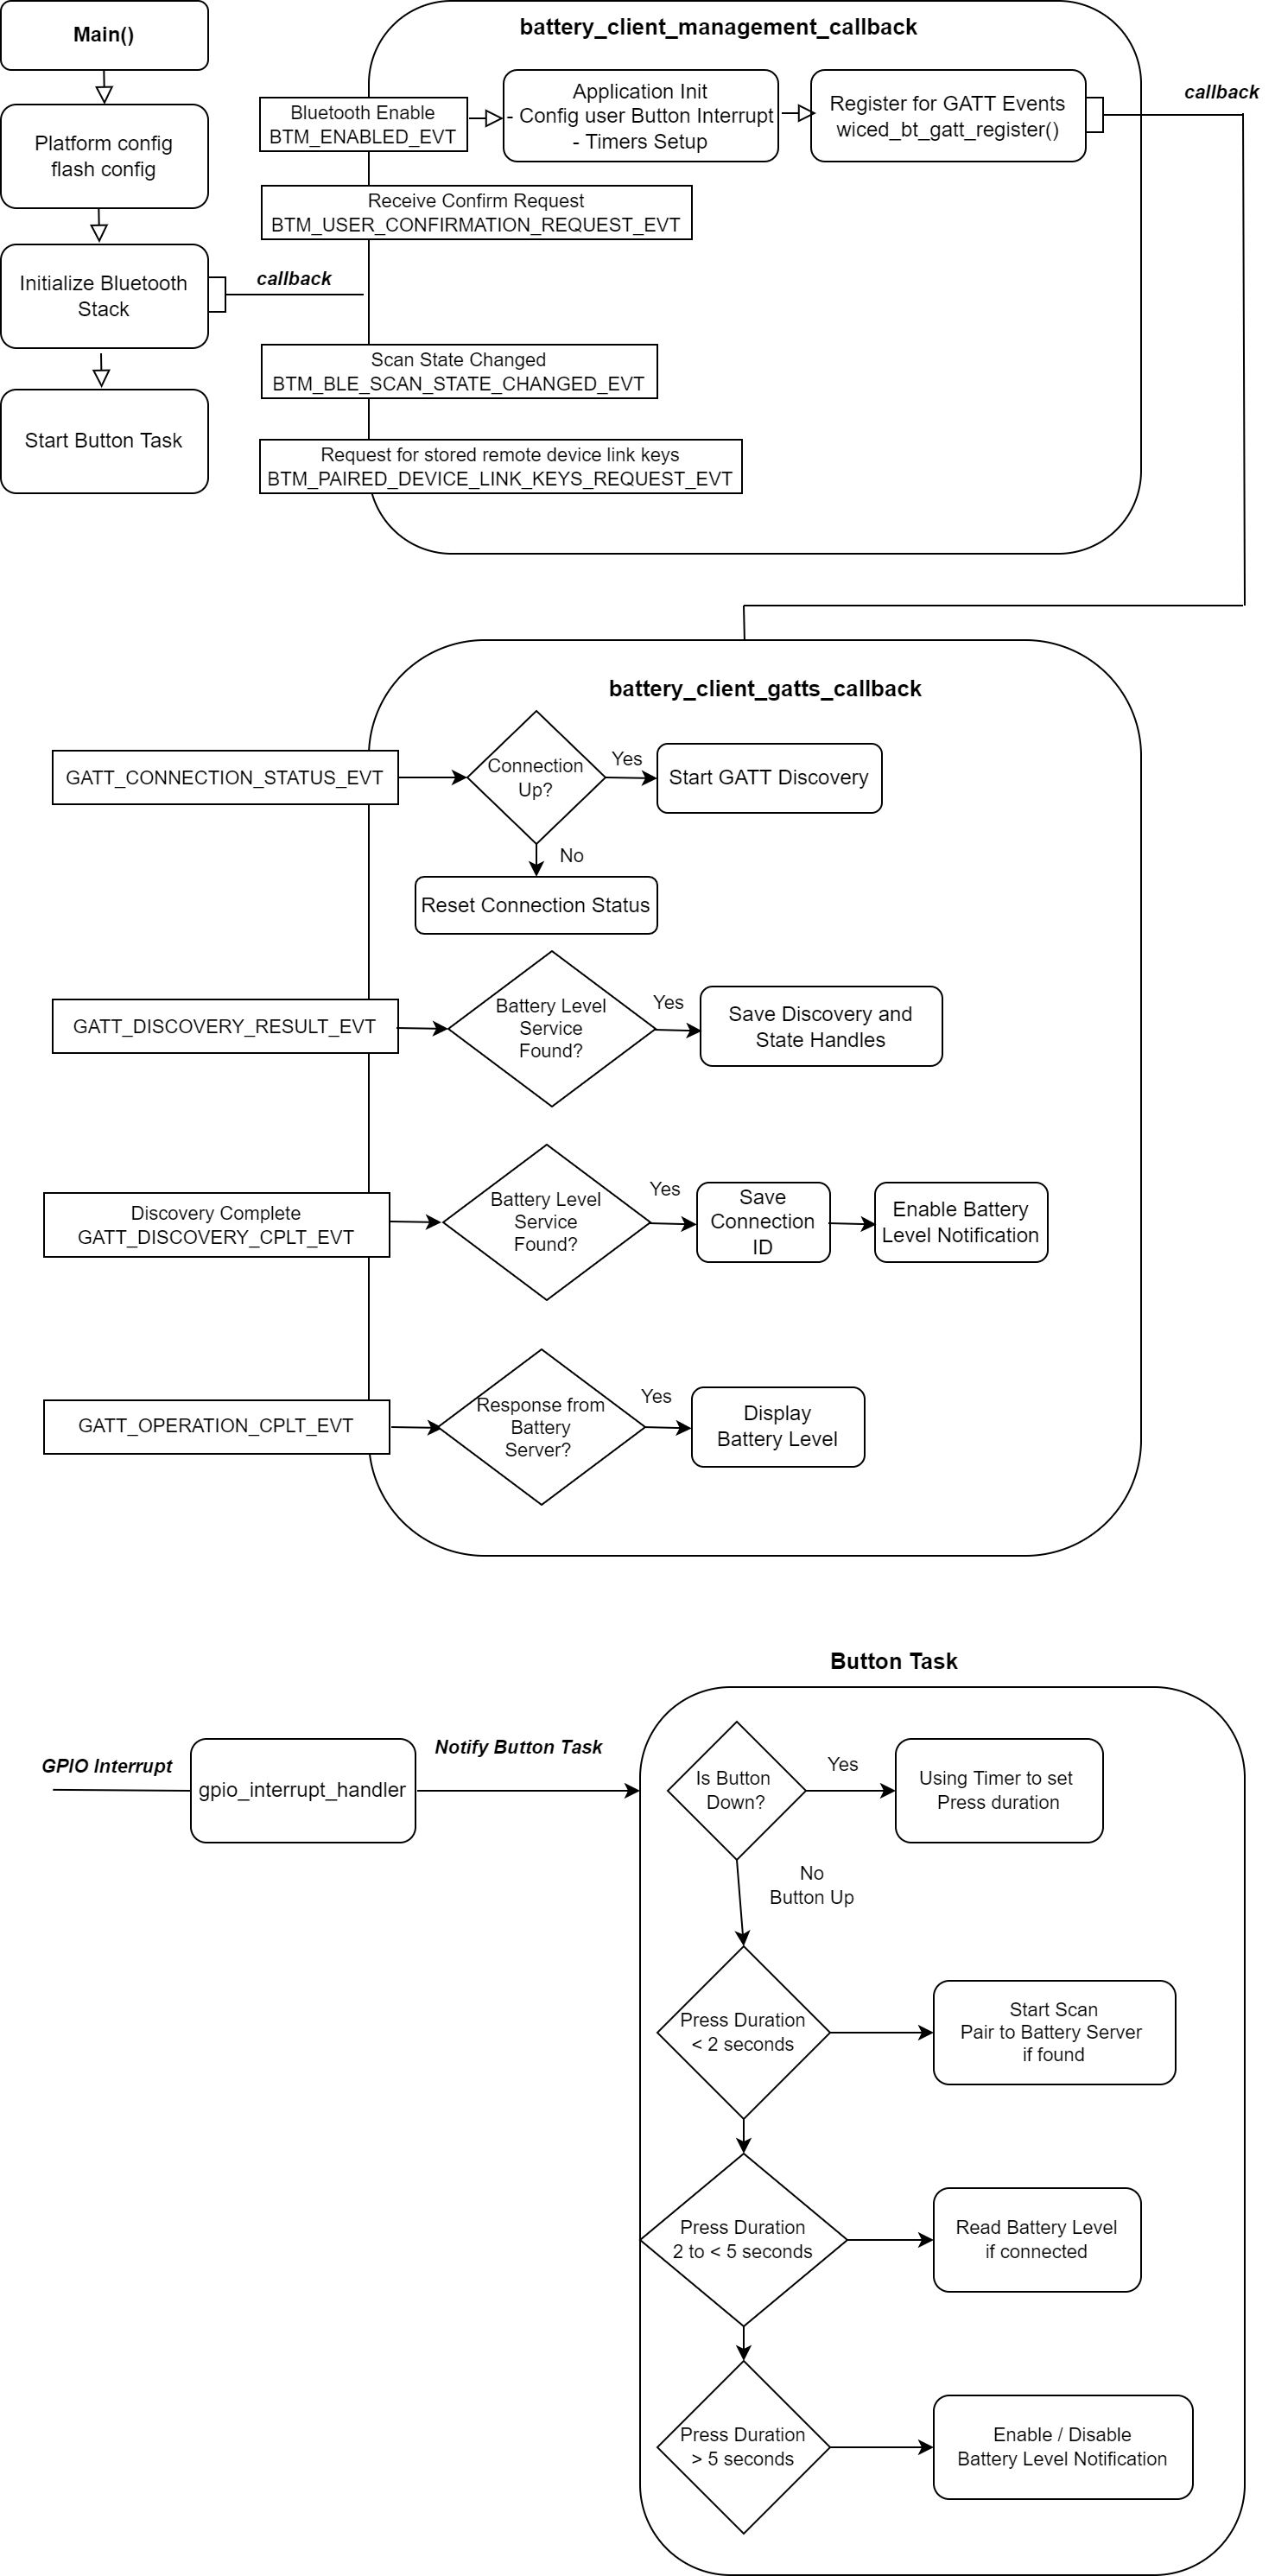 Main()
Platform config
flash config
Initialize Bluetooth
Stack
callback
Start Button Task
battery_client_management_callback
Bluetooth Enable
BTM_ENABLED_EVT
Application Init
- Config user Button Interrupt
- Timers Setup
Register for GATT Events
wiced_bt_gatt_register()
callback
Receive Confirm Request
BTM_USER_CONFIRMATION_REQUEST_EVT
Scan State Changed
BTM_BLE_SCAN_STATE_CHANGED_EVT
Request for stored remote device link keys
BTM_PAIRED_DEVICE_LINK_KEYS_REQUEST_EVT
battery_client_gatts_callback
GATT_CONNECTION_STATUS_EVT
Connection
Up?
Yes
Start GATT Discovery
No
Reset Connection Status
GATT_DISCOVERY_RESULT_EVT
Battery Level
Service
Found?
Yes
Save Discovery and
State Handles
Discovery Complete
GATT_DISCOVERY_CPLT_EVT
Battery Level
Service
Found?
Yes
Save
Connection
ID
Enable Battery
Level Notification
GATT_OPERATION_CPLT_EVT
Response from
Battery
Server?
Yes
Display
Battery Level
Button Task
GPIO Interrupt
gpio_interrupt_handler
Notify Button Task
Is Button
Down?
Yes
Using Timer to set
Press duration
No
Button Up
Press Duration
< 2 seconds
Start Scan
Pair to Battery Server
if found
Press Duration
2 to < 5 seconds
Read Battery Level
if connected
Press Duration
> 5 seconds
Enable / Disable
Battery Level Notification